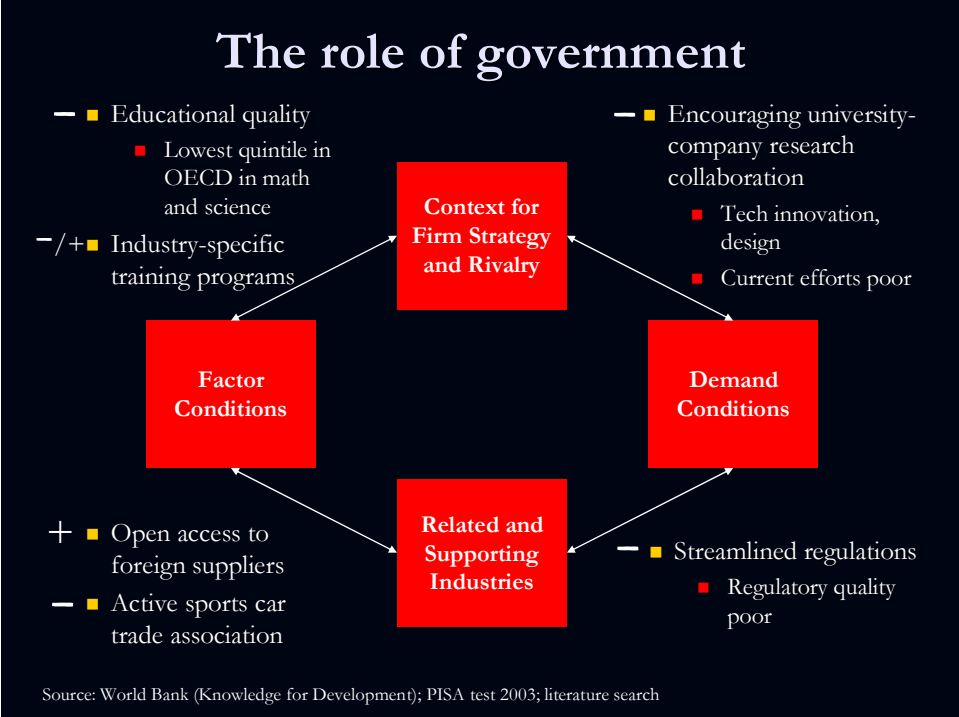 The role of government
– ■ Educational quality
■ Lowest quintile in
OECD in math
and science
–/+ ■ Industry-specific
training programs
– ■ Encouraging university-
company research
collaboration
■ Tech innovation,
design
■ Current efforts poor
Context for
Firm Strategy
and Rivalry
Factor
Conditions
Demand
Conditions
Related and
Supporting
Industries
+ ■ Open access to
foreign suppliers
– ■ Active sports car
trade association
– ■ Streamlined regulations
■ Regulatory quality
poor
Source: World Bank (Knowledge for Development); PISA test 2003; literature search